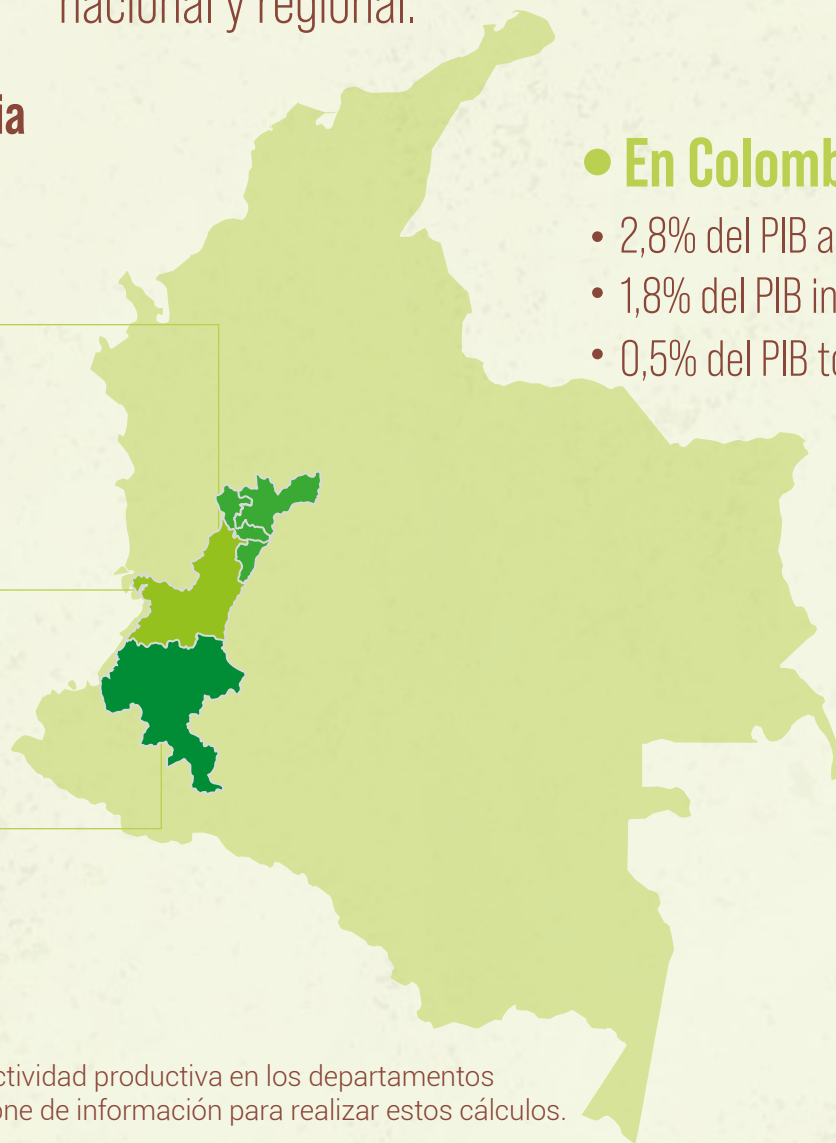 nacional y regional.
ia
En Colomb
• 2,8% del PIB a
• 1,8% del PIB in
• 0,5% del PIB to
ctividad productiva en los departamentos
one de información para realizar estos cálculos.